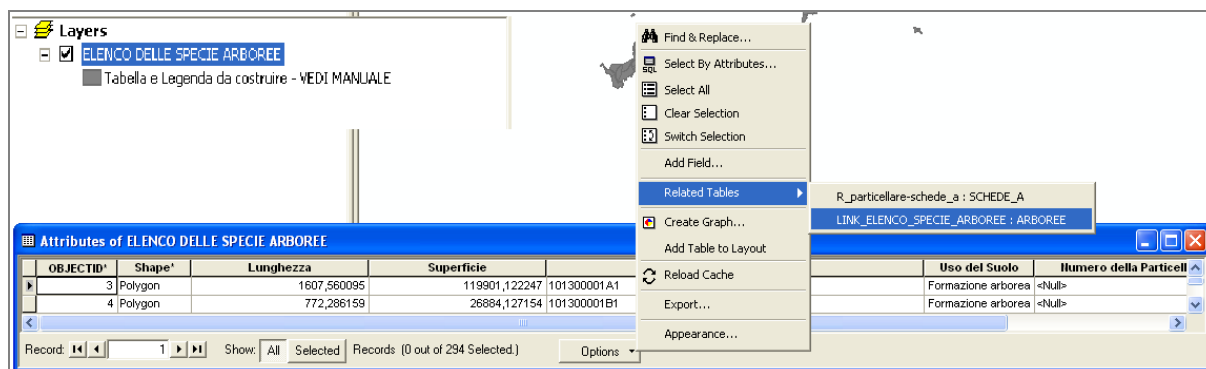 Layers
ELENCO DELLE SPECIE ARBOREE
Tabella e Legenda da costruire - VEDI MANUALE
Find & Replace...
SQL Select By Attributes...
Select All
Clear Selection
Switch Selection
Add Field...
Related Tables
R_particellare-schede_a : SCHEDE_A
LINK_ELENCO_SPECIE_ARBOREE : ARBOREE
Create Graph...
Add Table to Layout
Reload Cache
Export...
Appearance...
Attributes of ELENCO DELLE SPECIE ARBOREE
OBJECTID* Shape* Lunghezza Superficie Uso del Suolo Numero della Particell
3 Polygon 1607,560095 119901,122247 101300001A1 Formazione arborea <Null>
4 Polygon 772,286159 26884,127154 101300001B1 Formazione arborea <Null>
Record: 1 Show: All Selected Records (0 out of 294 Selected.) Options